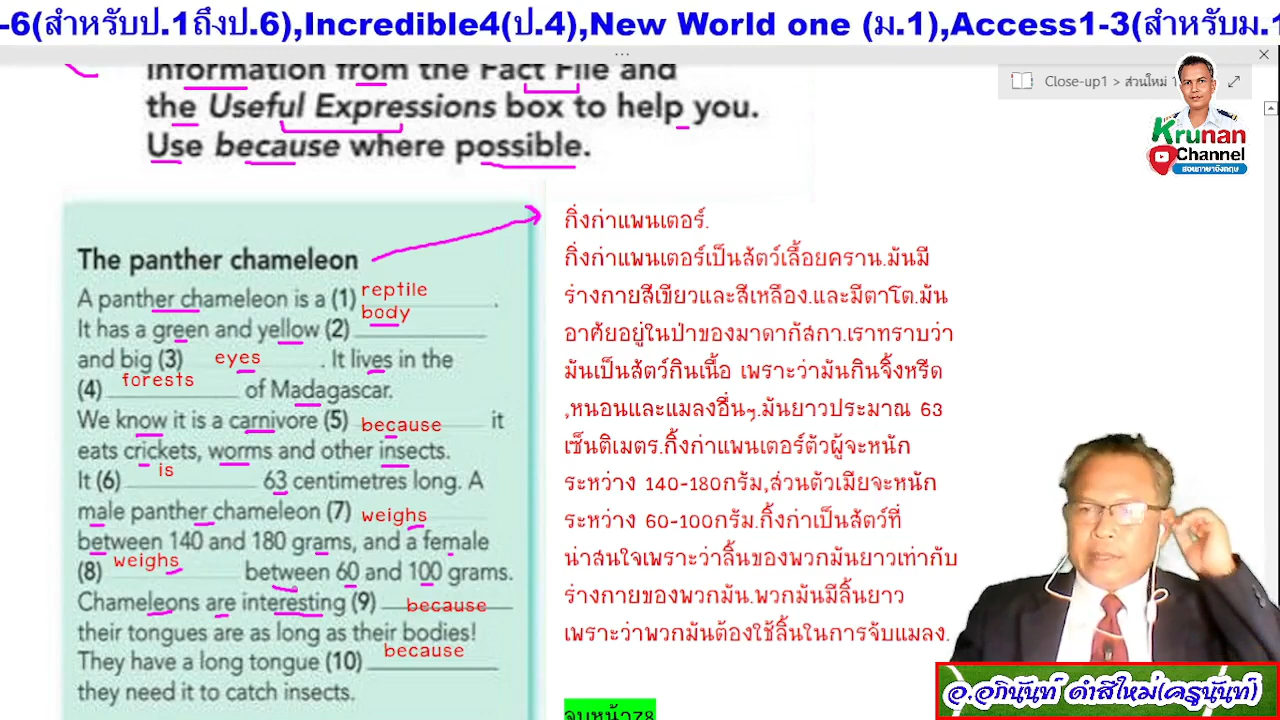 -6(สำหรับป.1ถึงป.6),Incredible4(ป.4),New World one (ม.1),Access1-3(สำหรับม.1
information from the Fact File and
the Useful Expressions box to help you.
Use because where possible.
Close-up1 > ส่วนใหม่ 1
Krunan
Channel
สอนภาษาอังกฤษ
The panther chameleon
A panther chameleon is a (1) reptile .
It has a green and yellow (2) body
and big (3) eyes . It lives in the
(4) forests of Madagascar.
We know it is a carnivore (5) because it
eats crickets, worms and other insects.
It (6) is 63 centimetres long. A
male panther chameleon (7) weighs
between 140 and 180 grams, and a female
(8) weighs between 60 and 100 grams.
Chameleons are interesting (9) because
their tongues are as long as their bodies!
They have a long tongue (10) because
they need it to catch insects.
กิ่งก่าแพนเตอร์.
กิ่งก่าแพนเตอร์เป็นสัตว์เลื้อยคราน.มันมี
ร่างกายสีเขียวและสีเหลือง.และมีตาโต.มัน
อาศัยอยู่ในป่าของมาดากัสกา.เราทราบว่า
มันเป็นสัตว์กินเนื้อ เพราะว่ามันกินจิ้งหรีด
,หนอนและแมลงอื่นๆ.มันยาวประมาณ 63
เซ็นติเมตร.กิ้งก่าแพนเตอร์ตัวผู้จะหนัก
ระหว่าง 140-180กรัม,ส่วนตัวเมียจะหนัก
ระหว่าง 60-100กรัม.กิ้งก่าเป็นสัตว์ที่
น่าสนใจเพราะว่าลิ้นของพวกมันยาวเท่ากับ
ร่างกายของพวกมัน.พวกมันมีลิ้นยาว
เพราะว่าพวกมันต้องใช้ลิ้นในการจับแมลง.
จบหน้า78
อ.อภินันท์ ดำสีใหม่(ครูนันท์)